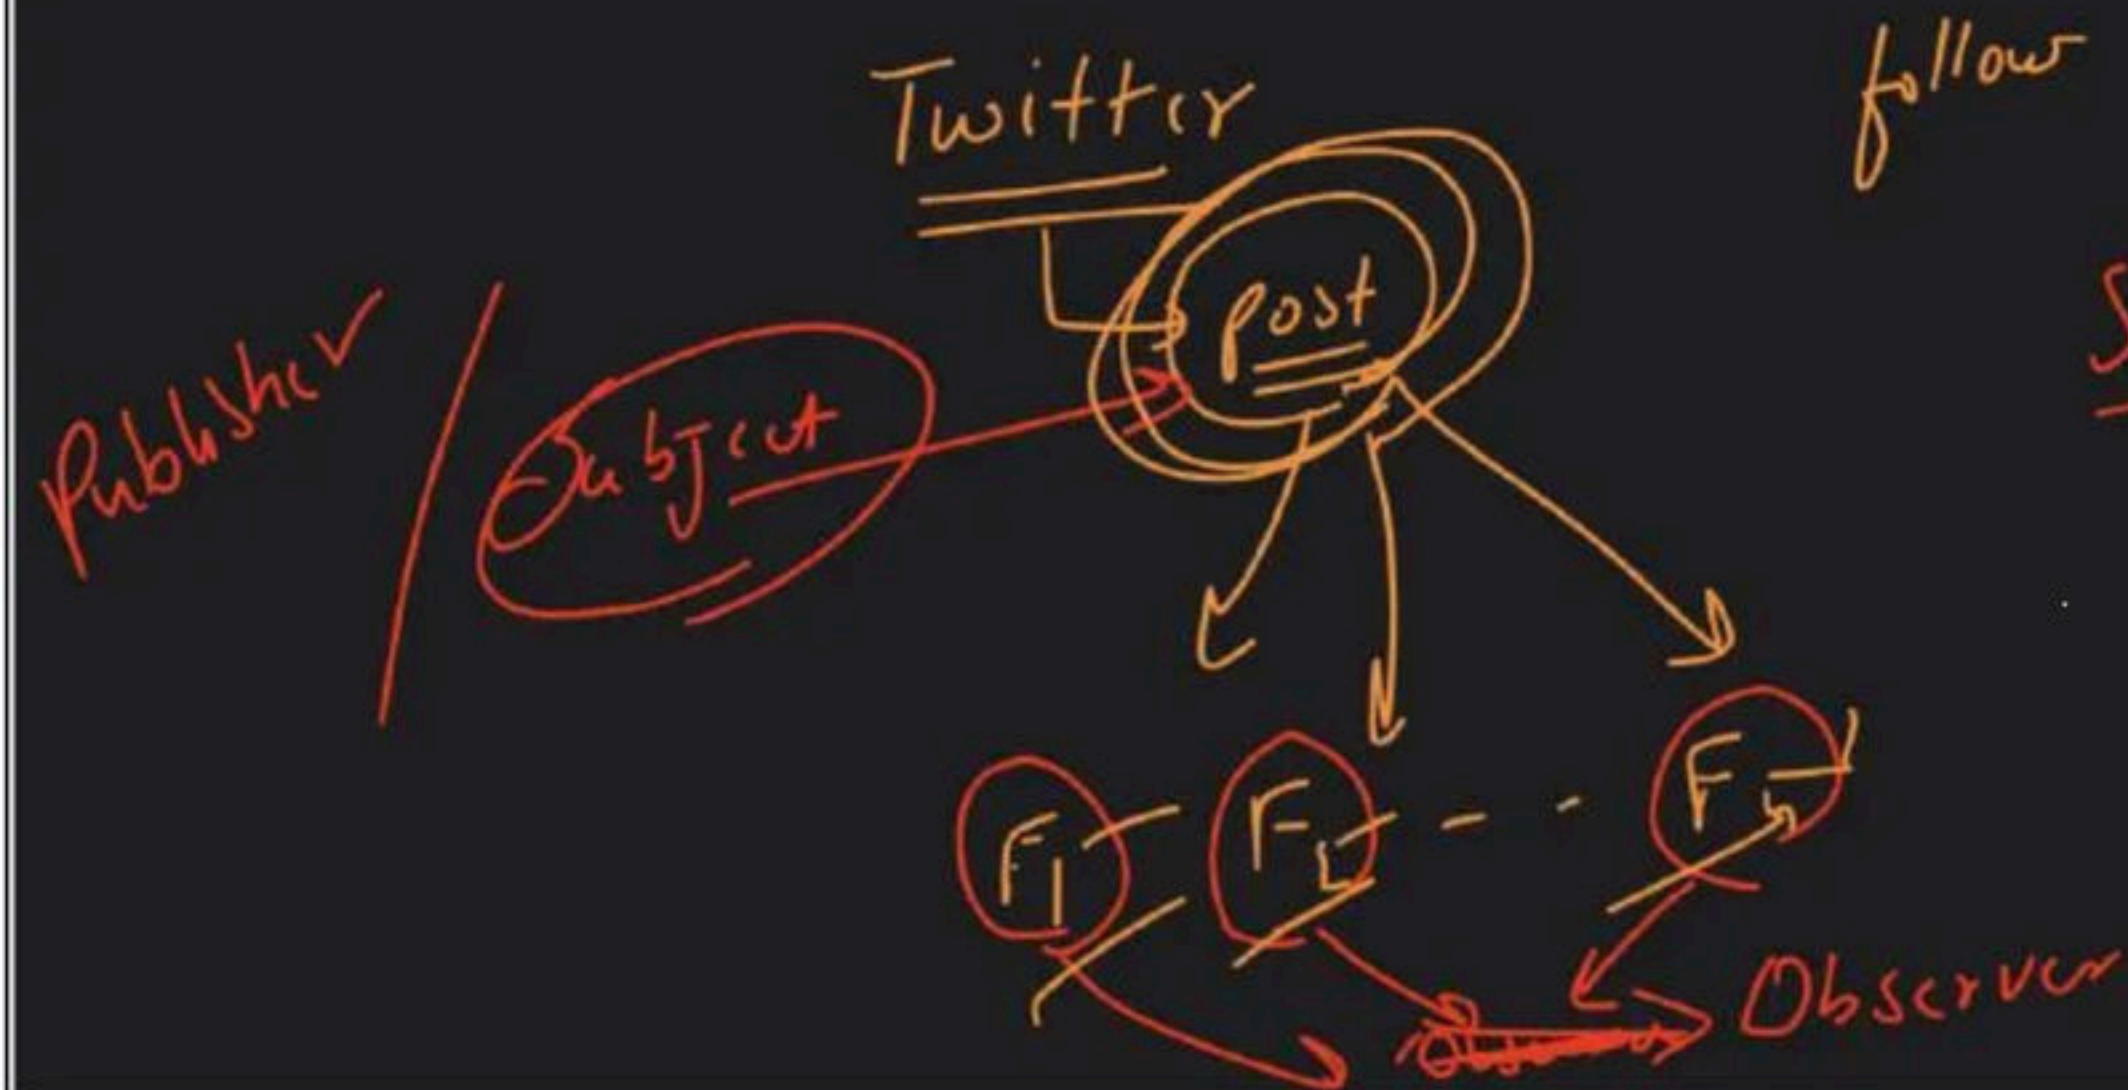 Twitter
follow
Publisher
Subject
post
F1
F2
Fn
Observer